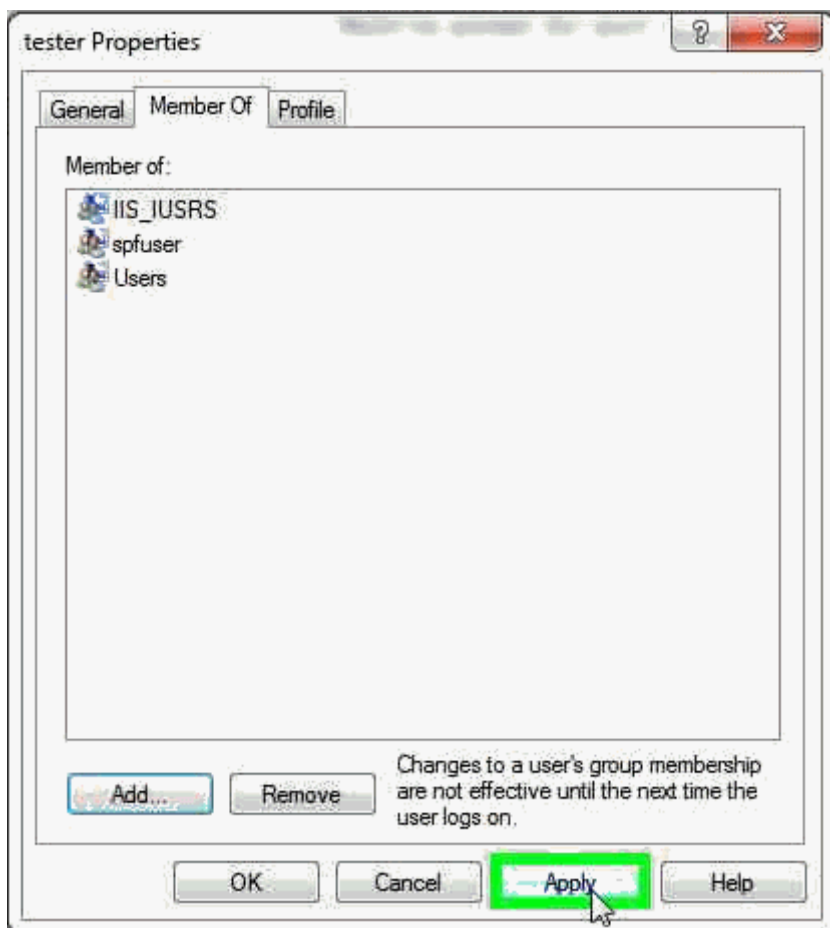 tester Properties
General Member Of Profile
Member of:
IIS_IUSRS
spfuser
Users
Changes to a user's group membership
are not effective until the next time the
user logs on.
Add... Remove
OK Cancel Apply Help